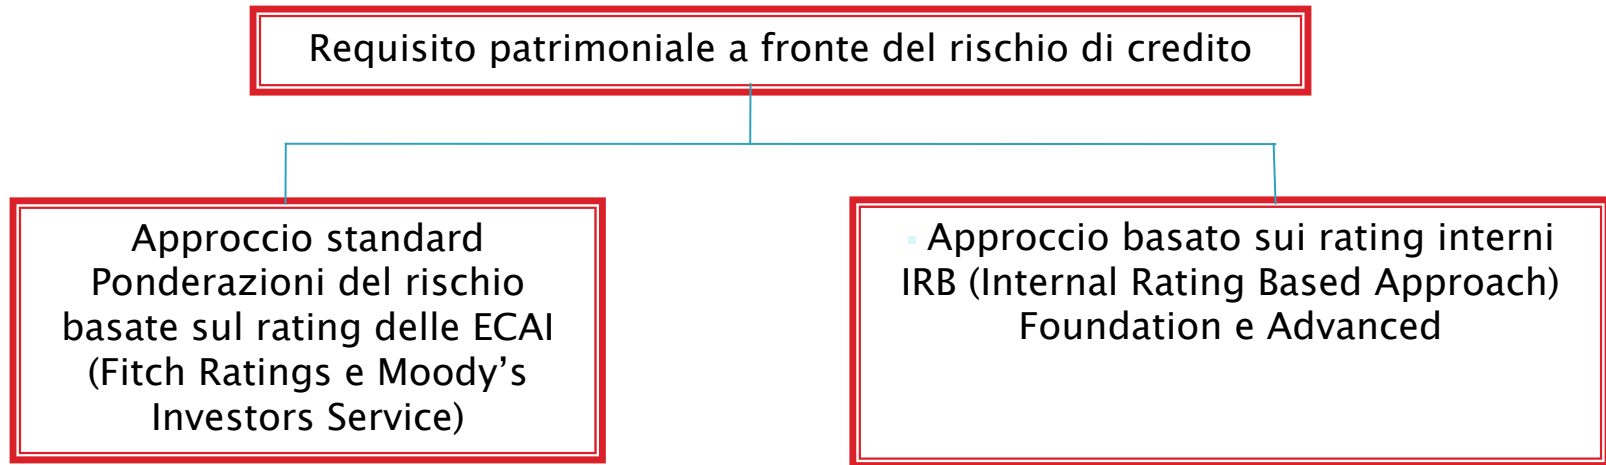 Requisito patrimoniale a fronte del rischio di credito
Approccio standard
Ponderazioni del rischio
basate sul rating delle ECAI
(Fitch Ratings e Moody’s
Investors Service)
Approccio basato sui rating interni
IRB (Internal Rating Based Approach)
Foundation e Advanced